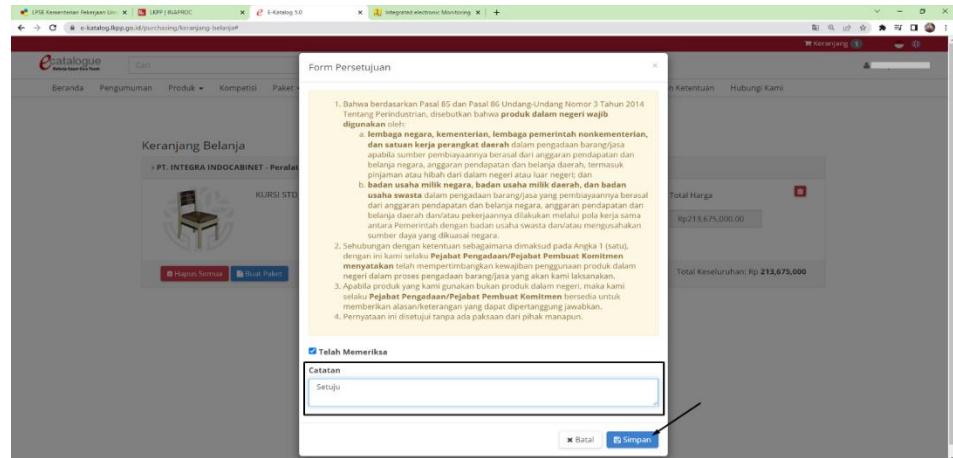 LPSE Kementerian Pekerjaan Um
LKPP | BLAPROC
E-Katalog 5.0
Integrated electronic Monitoring
e-katalog.lkpp.go.id/purchasing/keranjang-belanja#
Keranjang 1
ecatalogue
Cari
Beranda Pengumuman Produk Kompetisi Paket
n Ketentuan Hubungi Kami
Keranjang Belanja
PT. INTEGRA INDOCABINET - Peralat
KURSI STD
Total Harga
Rp213,675,000.00
Hapus Semua Buat Paket
Total Keseluruhan: Rp 213,675,000
Form Persetujuan
1. Bahwa berdasarkan Pasal 85 dan Pasal 86 Undang-Undang Nomor 3 Tahun 2014
Tentang Perindustrian, disebutkan bahwa produk dalam negeri wajib
digunakan oleh:
a. lembaga negara, kementerian, lembaga pemerintah nonkementerian,
dan satuan kerja perangkat daerah dalam pengadaan barang/jasa
apabila sumber pembiayaannya berasal dari anggaran pendapatan dan
belanja negara, anggaran pendapatan dan belanja daerah, termasuk
pinjaman atau hibah dari dalam negeri atau luar negeri; dan
b. badan usaha milik negara, badan usaha milik daerah, dan badan
usaha swasta dalam pengadaan barang/jasa yang pembiayaannya berasal
dari anggaran pendapatan dan belanja negara, anggaran pendapatan dan
belanja daerah dan/atau pekerjaannya dilakukan melalui pola kerja sama
antara Pemerintah dengan badan usaha swasta dan/atau mengusahakan
sumber daya yang dikuasai negara.
2. Sehubungan dengan ketentuan sebagaimana dimaksud pada Angka 1 (satu),
dengan ini kami selaku Pejabat Pengadaan/Pejabat Pembuat Komitmen
menyatakan telah mempertimbangkan kewajiban penggunaan produk dalam
negeri dalam proses pengadaan barang/jasa yang akan kami laksanakan.
3. Apabila produk yang kami gunakan bukan produk dalam negeri, maka kami
selaku Pejabat Pengadaan/Pejabat Pembuat Komitmen bersedia untuk
memberikan alasan/keterangan yang dapat dipertanggung jawabkan.
4. Pernyataan ini disetujui tanpa ada paksaan dari pihak manapun.
Telah Memeriksa
Catatan
Setuju
Batal
Simpan